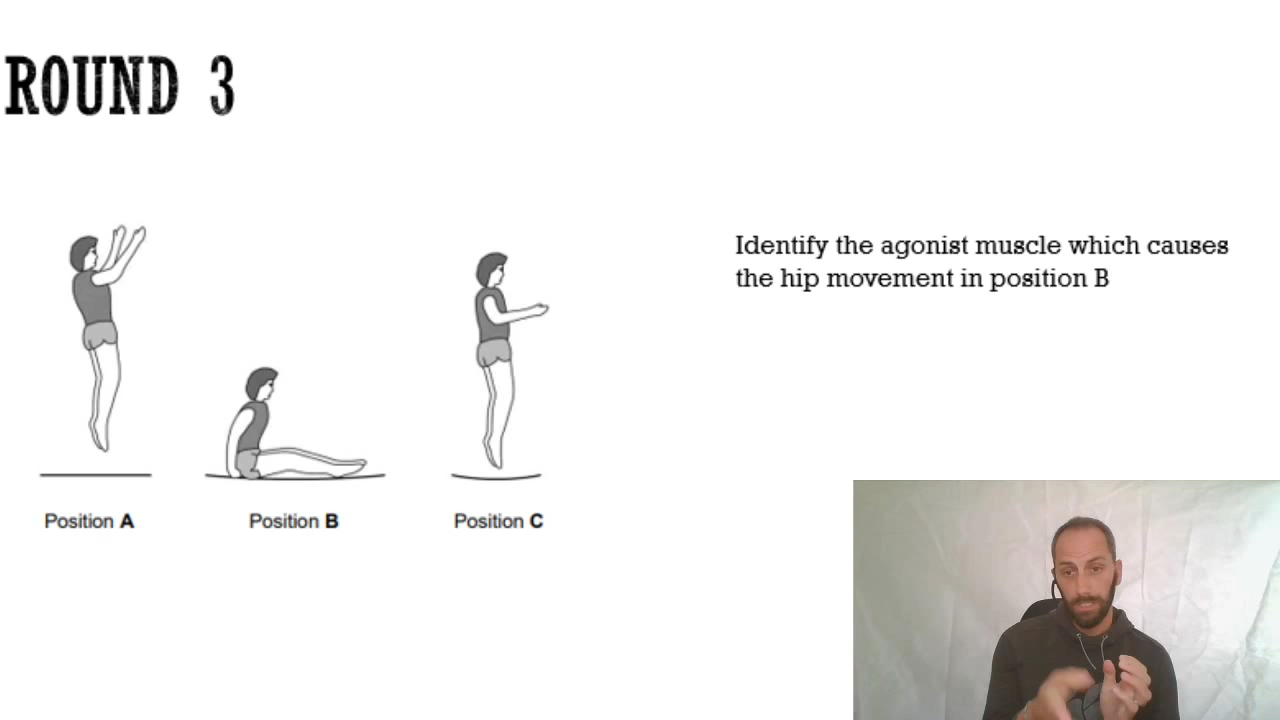 ROUND 3
Identify the agonist muscle which causes
the hip movement in position B
Position A
Position B
Position C